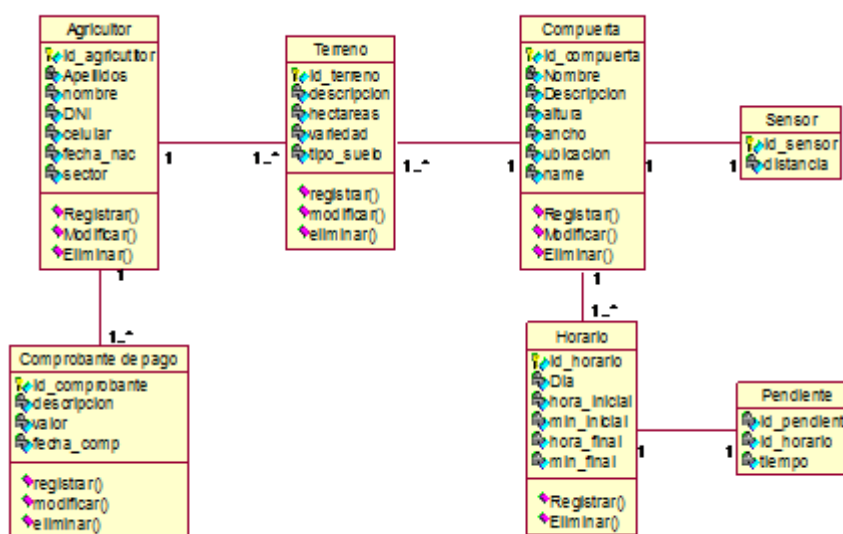 Agricultor
id_agricutitor
Apellidos
nombre
DNI
celular
fecha_nac
sector
Registrar()
Modificar()
Eliminar()
1
1..*
Terreno
id_terreno
descripcion
hectareas
variedad
tipo_suelo
registrar()
modificar()
eliminar()
1..*
1
Compuerta
id_compuerta
Nombre
Descripcion
altura
ancho
ubicacion
name
Registrar()
Modificar()
Eliminar()
1
1
Sensor
id_sensor
distancia
1
1..*
Comprobante de pago
id_comprobante
descripcion
valor
fecha_comp
registrar()
modificar()
eliminar()
1
1..*
Horario
id_horario
Dia
hora_inicial
min_inicial
hora_final
min_final
Registrar()
Eliminar()
1
1
Pendiente
id_pendient
id_horario
tiempo